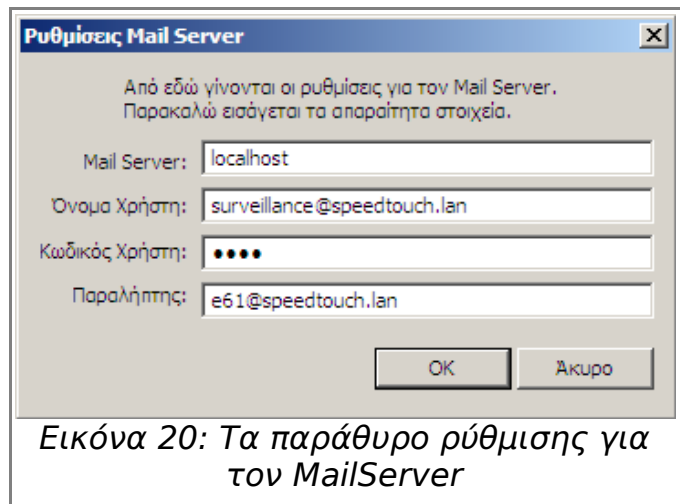 Ρυθμίσεις Mail Server
Από εδώ γίνονται οι ρυθμίσεις για τον Mail Server.
Παρακαλώ εισάγεται τα απαραίτητα στοιχεία.
Mail Server: localhost
Όνομα Χρήστη: surveillance@speedtouch.lan
Κωδικός Χρήστη: ●●●●
Παραλήπτης: e61@speedtouch.lan
OK Άκυρο
Εικόνα 20: Τα παράθυρο ρύθμισης για
τον MailServer